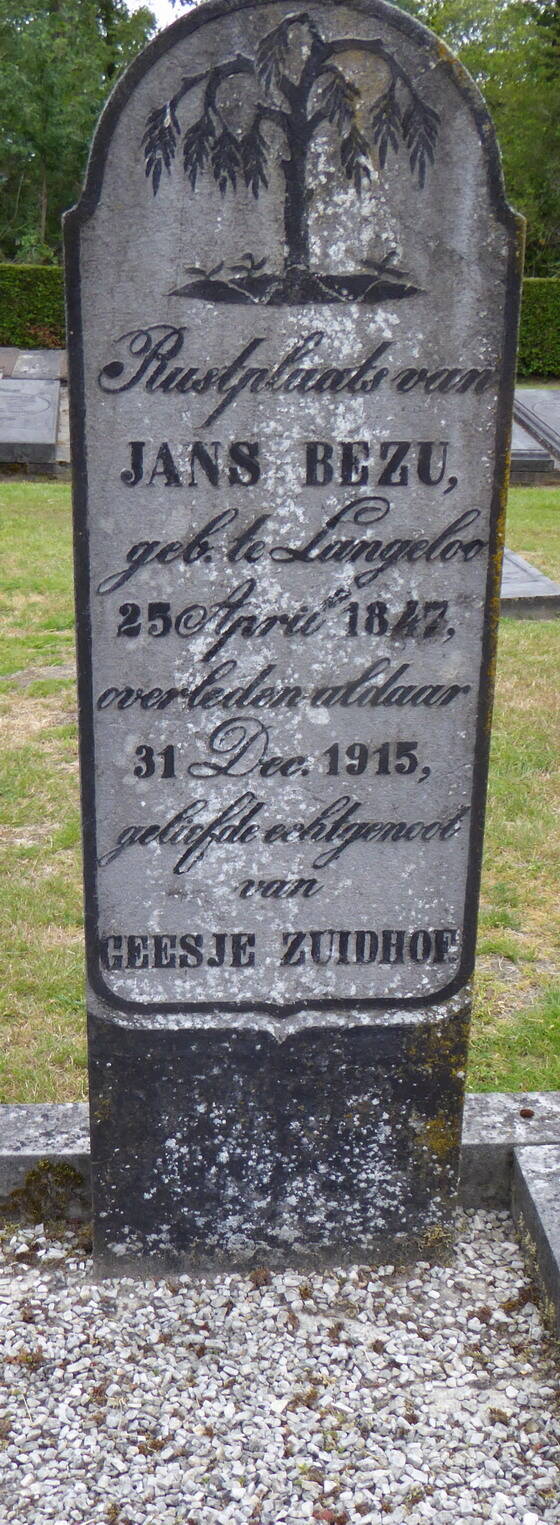 Rustplaats van
JANS BEZU,
geb. te Langeloo
25 April 1847,
overleden aldaar
31 Dec. 1915,
geliefde echtgenoot
van
GEESJE ZUIDHOF.